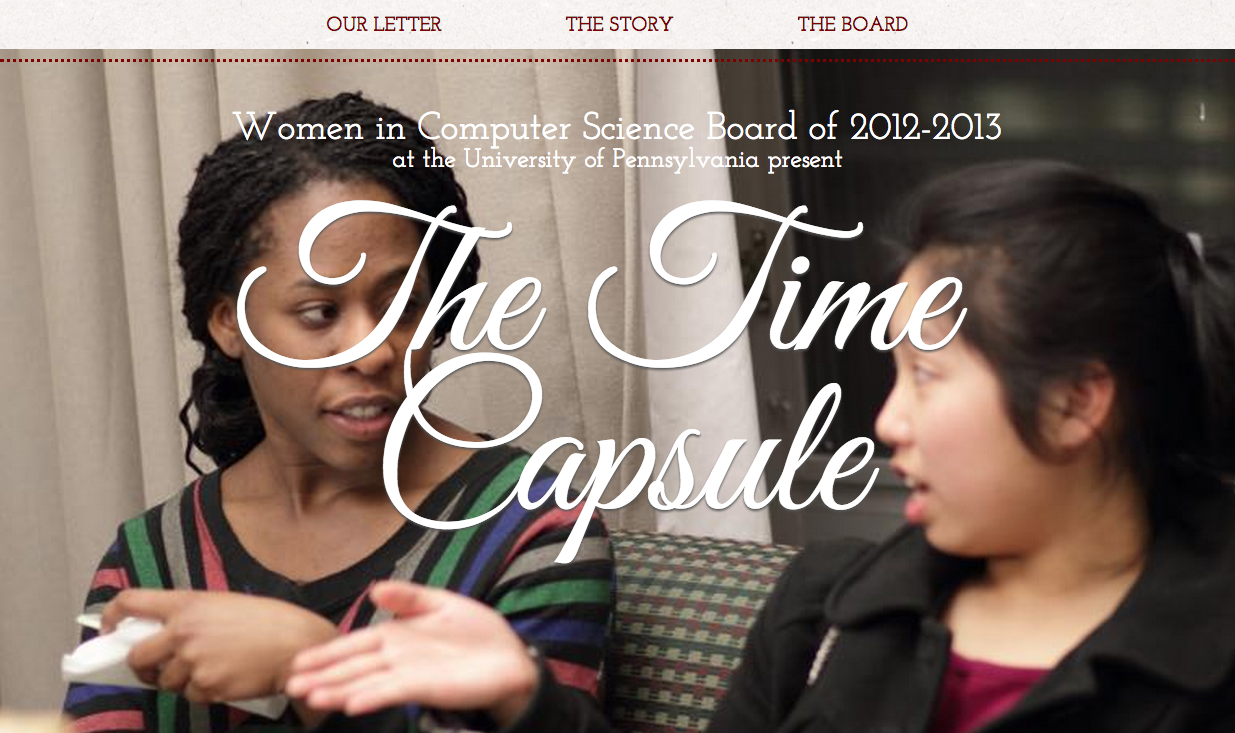 OUR LETTER THE STORY THE BOARD
Women in Computer Science Board of 2012-2013
at the University of Pennsylvania present
The Time
Capsule